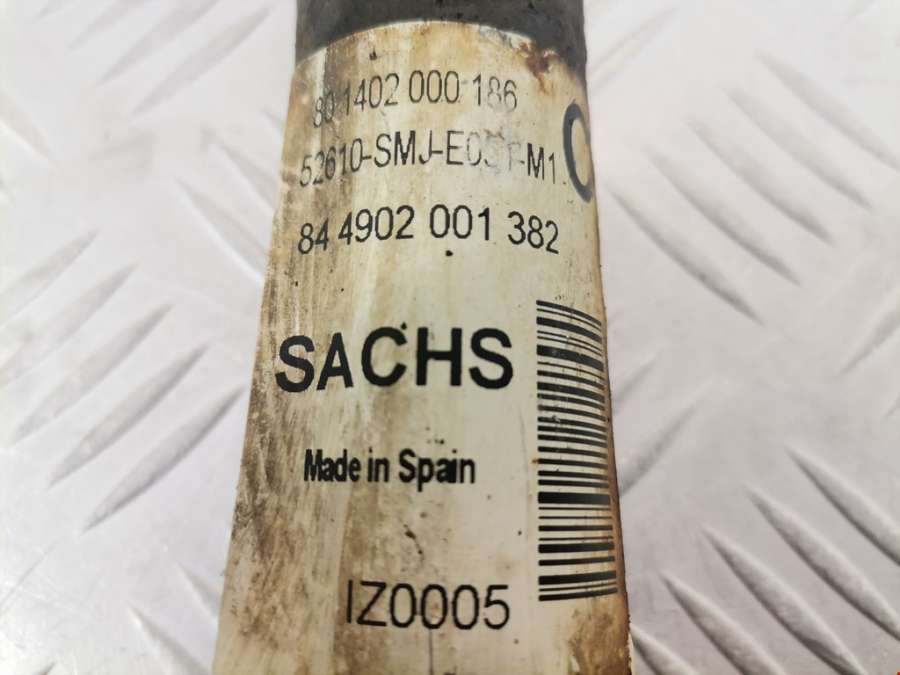 80 1402 000 186
84 4902 001 382
SACHS
Made in Spain
IZ0005